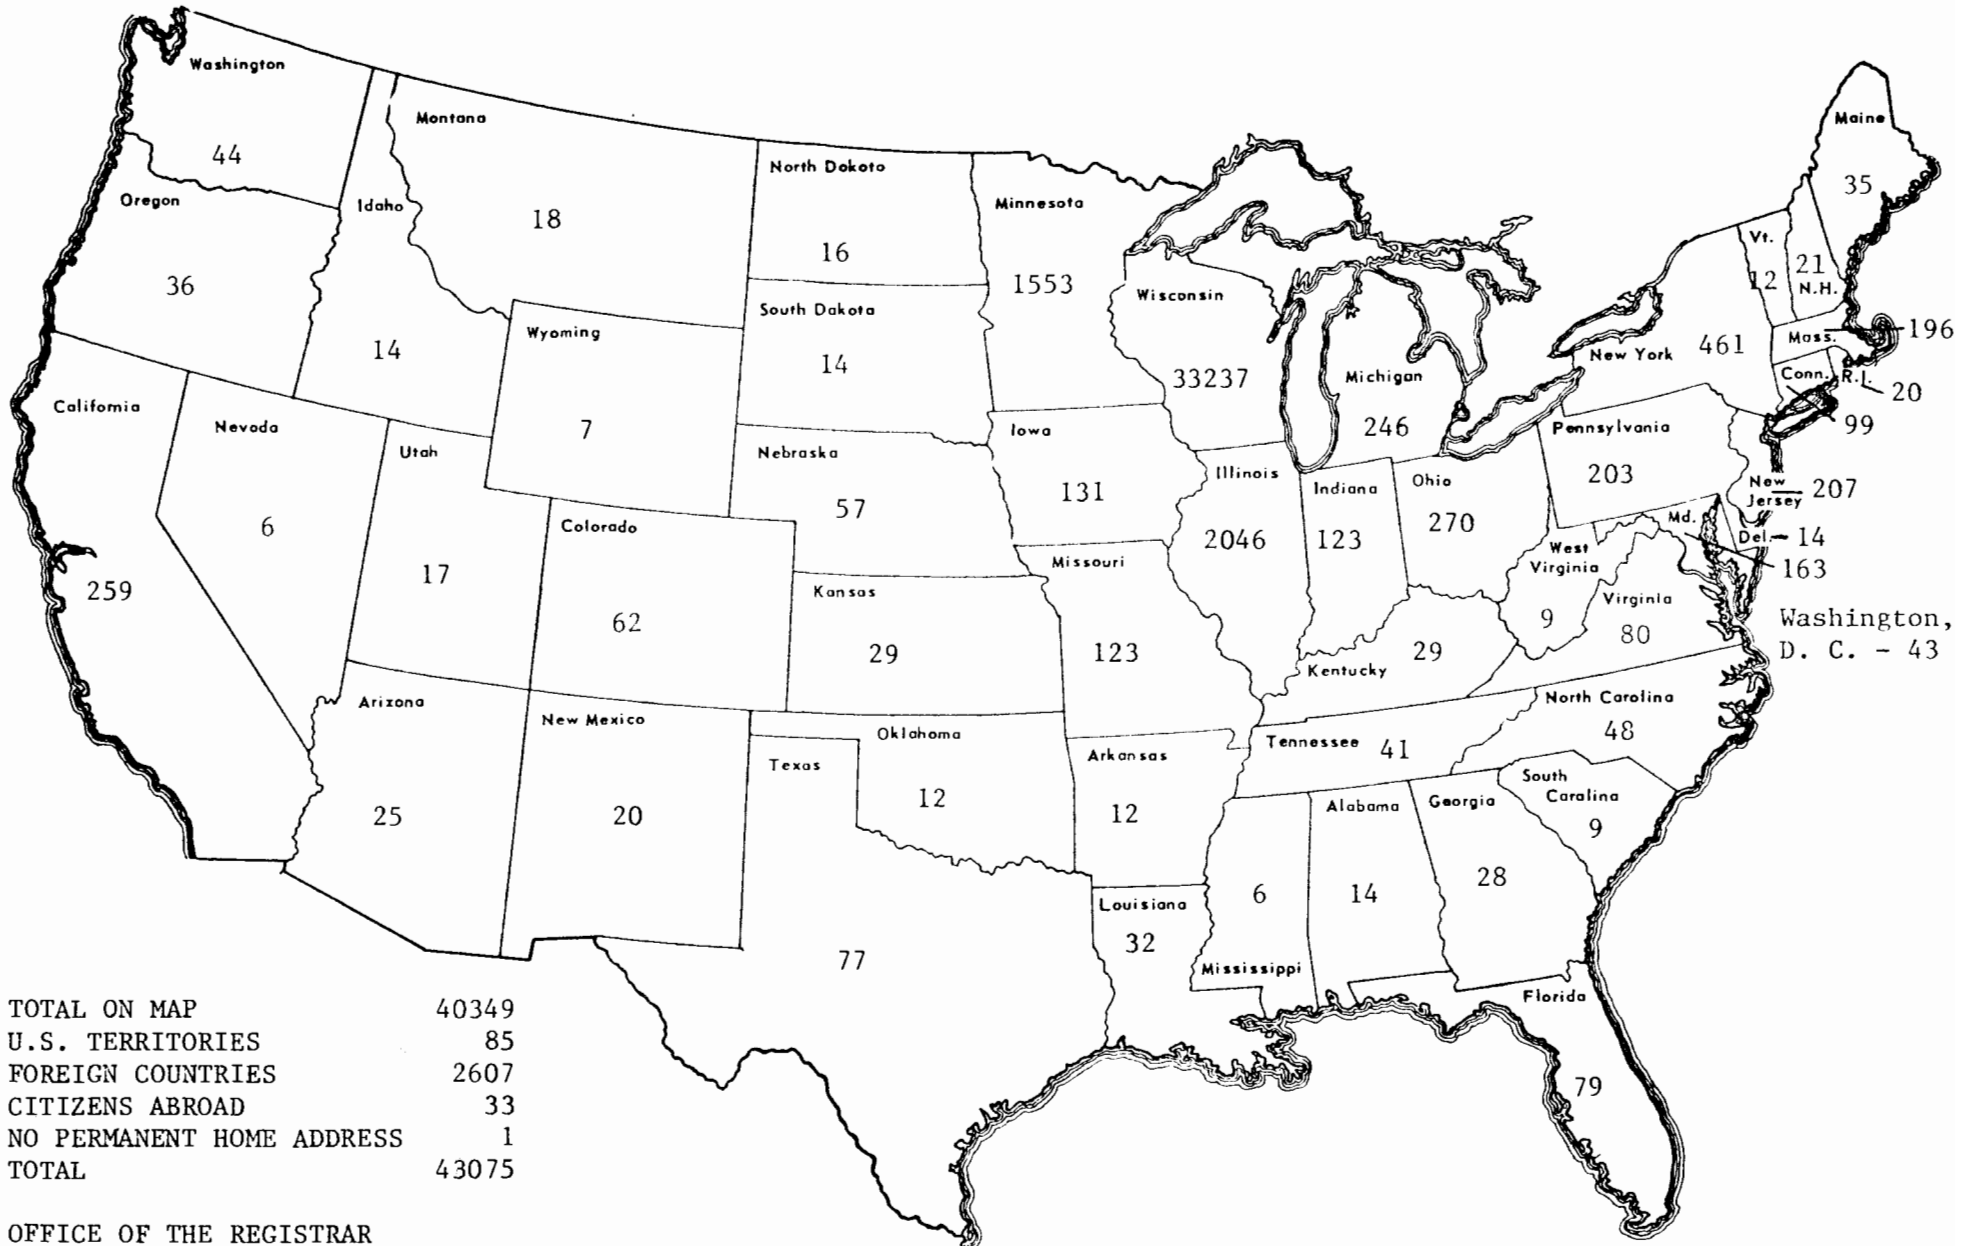 Washington
44
Oregon
36
Idaho
14
Montana
18
North Dokoto
16
Minnesota
1553
South Dakota
14
Wyoming
7
Wisconsin
33237
Michigan
246
Maine
35
Vt.
12
21
N.H.
Mass. 196
New York 461
Conn. R.I.
20
99
California
259
Nevoda
6
Utah
17
Colorado
62
Nebraska
57
Iowa
131
Illinois
2046
Indiana
123
Ohio
270
Pennsylvania
203
New
Jersey 207
Md.
Del. 14
163
Washington,
D. C. - 43
West
Virginia
9
Virginia
80
Kansas
29
Missouri
123
Kentucky 29
Arizona
25
New Mexico
20
Oklahoma
12
Texas
77
Arkansas
12
Tennessee 41
North Carolina
48
South
Caralina
9
Louisiana
32
Mississippi
6
Alabama
14
Georgia
28
Florida
79
TOTAL ON MAP 40349
U.S. TERRITORIES 85
FOREIGN COUNTRIES 2607
CITIZENS ABROAD 33
NO PERMANENT HOME ADDRESS 1
TOTAL 43075
OFFICE OF THE REGISTRAR